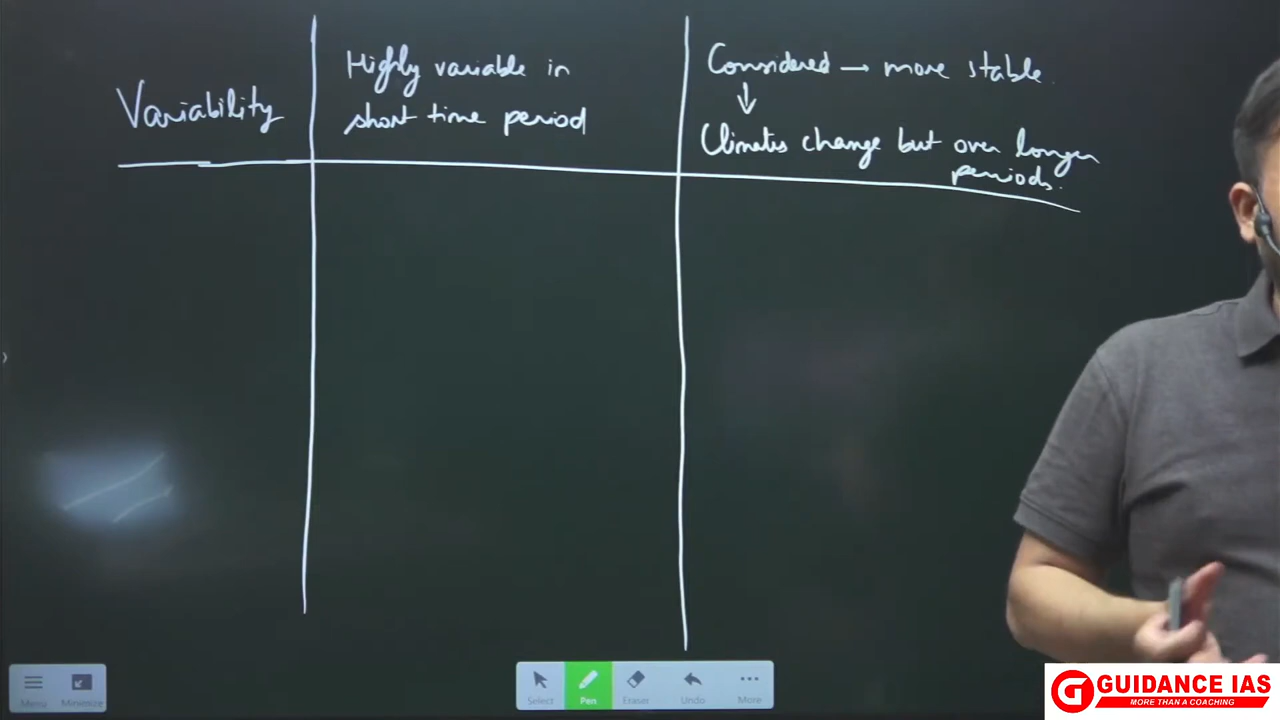 Variability
Highly variable in
short time period
Considered → more stable.
↓
Climates change but over longer
periods.
Menu
Minimize
Select
Pen
Eraser
Undo
More
G GUIDANCE IAS
MORE THAN A COACHING